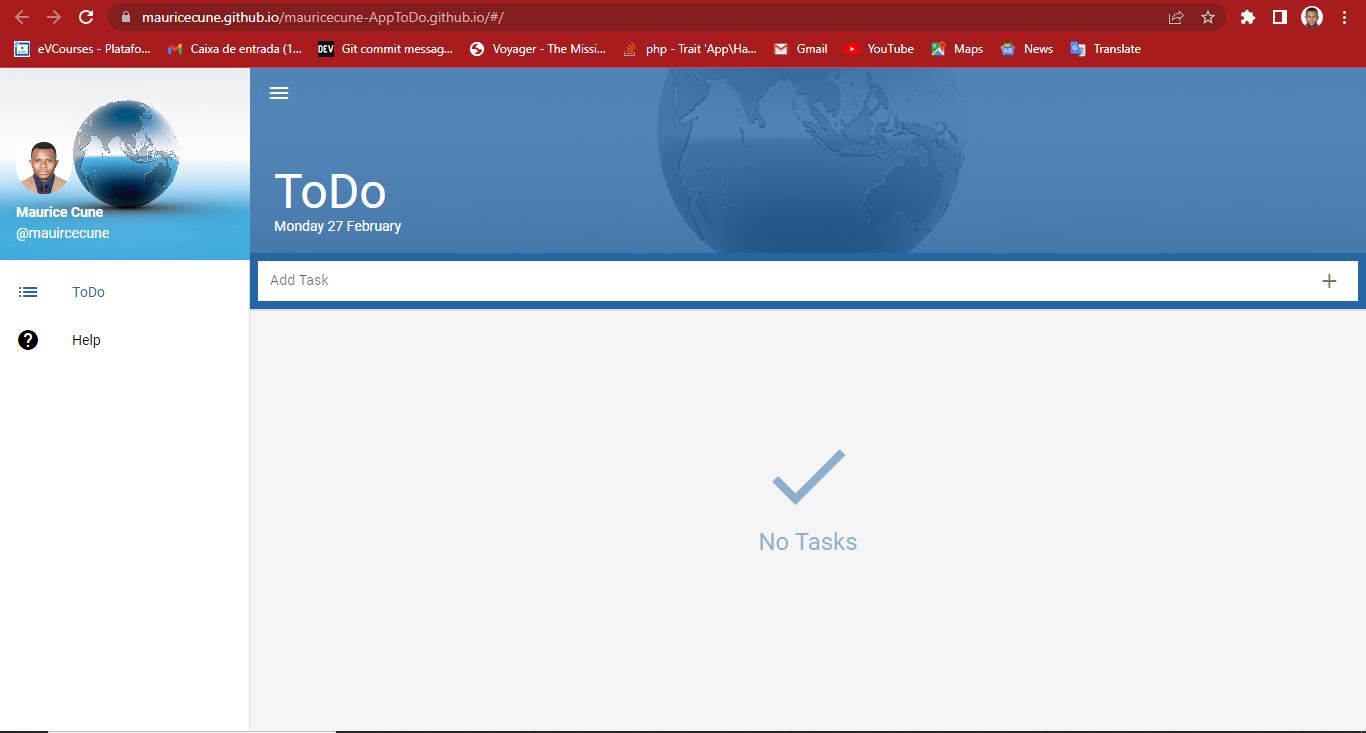 mauricecune.github.io/mauricecune-AppToDo.github.io/#/
eVCourses - Platafo... Caixa de entrada (1... DEV Git commit messag... Voyager - The Missi... php - Trait 'App\Ha... Gmail YouTube Maps News Translate
Maurice Cune
@mauircecune
ToDo
Help
ToDo
Monday 27 February
Add Task
No Tasks